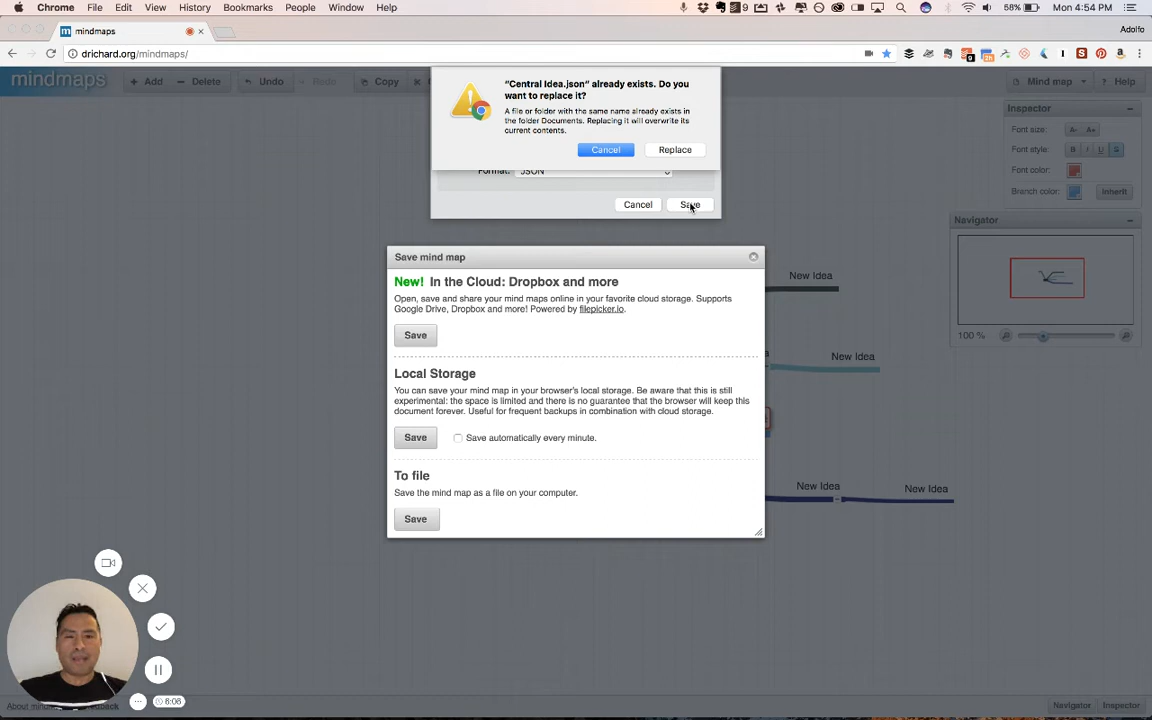 Chrome File Edit View History Bookmarks People Window Help 9 58% Mon 4:54 PM
mindmaps Adolfo
drichard.org/mindmaps/
mindmaps Add Delete Undo Redo Copy Mind map Help
"Central Idea.json" already exists. Do you
want to replace it?
A file or folder with the same name already exists in
the folder Documents. Replacing it will overwrite its
current contents.
Cancel Replace
Format: JSON
Cancel Save
Inspector
Font size: A- A+
Font style: B I U S
Font color:
Branch color: Inherit
Navigator
100 %
Save mind map
New! In the Cloud: Dropbox and more
Open, save and share your mind maps online in your favorite cloud storage. Supports
Google Drive, Dropbox and more! Powered by filepicker.io.
Save
Local Storage
You can save your mind map in your browser's local storage. Be aware that this is still
experimental: the space is limited and there is no guarantee that the browser will keep this
document forever. Useful for frequent backups in combination with cloud storage.
Save Save automatically every minute.
To file
Save the mind map as a file on your computer.
Save
New Idea
New Idea
New Idea New Idea
6:06
Navigator Inspector